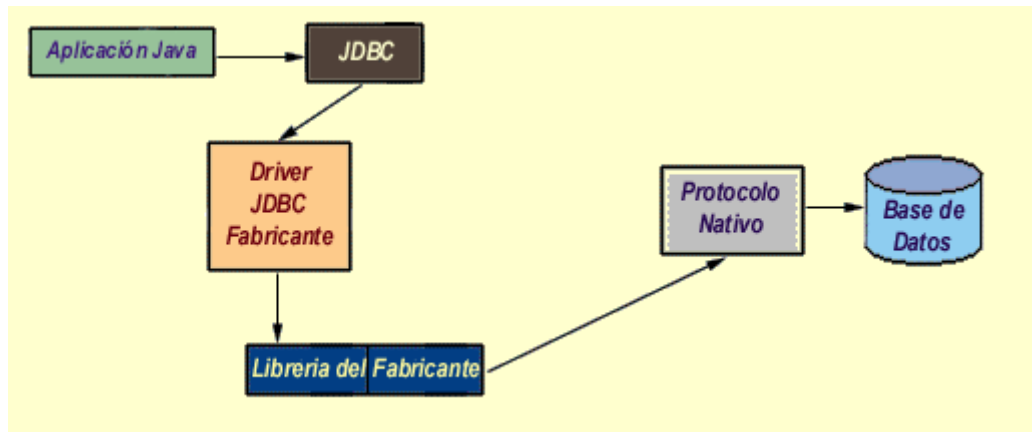 Aplicación Java
JDBC
Driver
JDBC
Fabricante
Libreria del Fabricante
Protocolo
Nativo
Base de
Datos